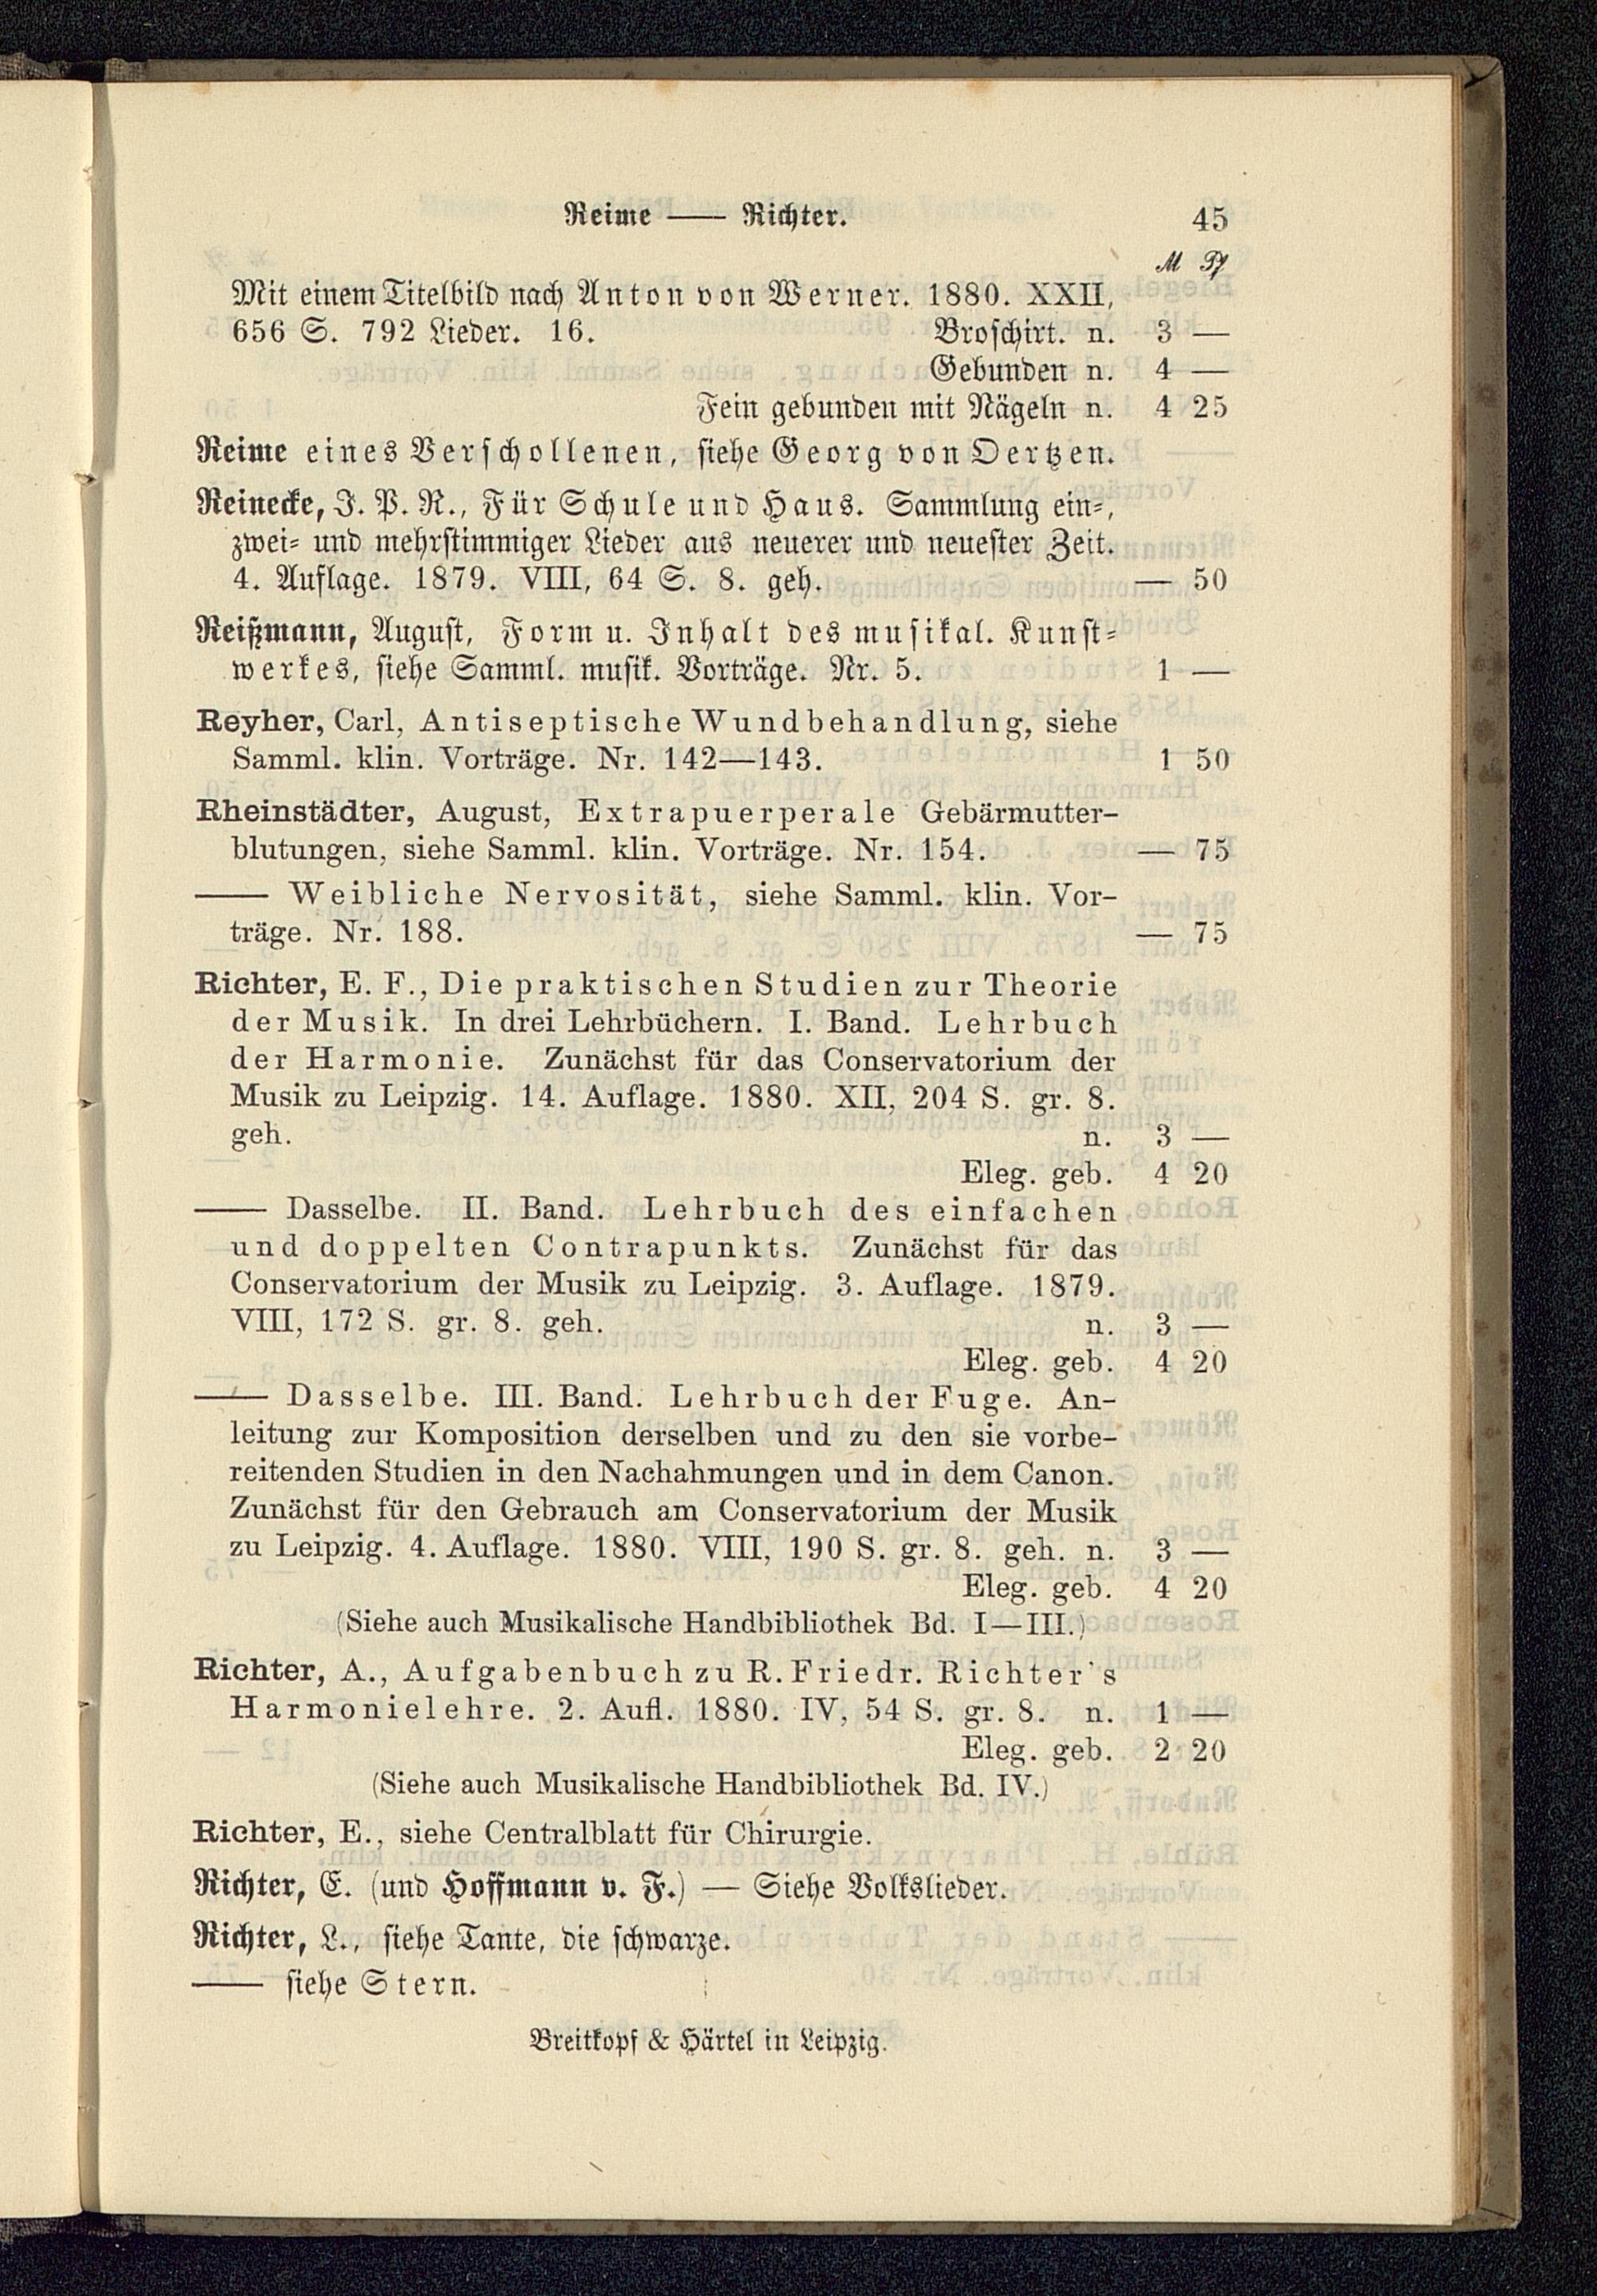 Reime —— Richter. 45
M Pf
Mit einem Titelbild nach Anton von Werner. 1880. XXII,
656 S. 792 Lieder. 16. Broschirt. n. 3 —
Gebunden n. 4 —
Fein gebunden mit Nägeln n. 4 25
Reime eines Verschollenen, siehe Georg von Oertzen.
Reinecke, J. P. R., Für Schule und Haus. Sammlung ein-,
zwei- und mehrstimmiger Lieder aus neuerer und neuester Zeit.
4. Auflage. 1879. VIII, 64 S. 8. geh. — 50
Reißmann, August, Form u. Inhalt des musikal. Kunst-
werkes, siehe Samml. musik. Vorträge. Nr. 5. 1 —
Reyher, Carl, Antiseptische Wundbehandlung, siehe
Samml. klin. Vorträge. Nr. 142—143. 1 50
Rheinstädter, August, Extrapuerperale Gebärmutter-
blutungen, siehe Samml. klin. Vorträge. Nr. 154. — 75
—— Weibliche Nervosität, siehe Samml. klin. Vor-
träge. Nr. 188. — 75
Richter, E. F., Die praktischen Studien zur Theorie
der Musik. In drei Lehrbüchern. I. Band. Lehrbuch
der Harmonie. Zunächst für das Conservatorium der
Musik zu Leipzig. 14. Auflage. 1880. XII, 204 S. gr. 8.
geh. n. 3 —
Eleg. geb. 4 20
—— Dasselbe. II. Band. Lehrbuch des einfachen
und doppelten Contrapunkts. Zunächst für das
Conservatorium der Musik zu Leipzig. 3. Auflage. 1879.
VIII, 172 S. gr. 8. geh. n. 3 —
Eleg. geb. 4 20
—— Dasselbe. III. Band. Lehrbuch der Fuge. An-
leitung zur Komposition derselben und zu den sie vorbe-
reitenden Studien in den Nachahmungen und in dem Canon.
Zunächst für den Gebrauch am Conservatorium der Musik
zu Leipzig. 4. Auflage. 1880. VIII, 190 S. gr. 8. geh. n. 3 —
Eleg. geb. 4 20
(Siehe auch Musikalische Handbibliothek Bd. I—III.)
Richter, A., Aufgabenbuch zu R. Friedr. Richter's
Harmonielehre. 2. Aufl. 1880. IV, 54 S. gr. 8. n. 1 —
Eleg. geb. 2 20
(Siehe auch Musikalische Handbibliothek Bd. IV.)
Richter, E., siehe Centralblatt für Chirurgie.
Richter, E. (und Hoffmann v. F.) — Siehe Volkslieder.
Richter, L., siehe Tante, die schwarze.
—— siehe Stern.
Breitkopf & Härtel in Leipzig.